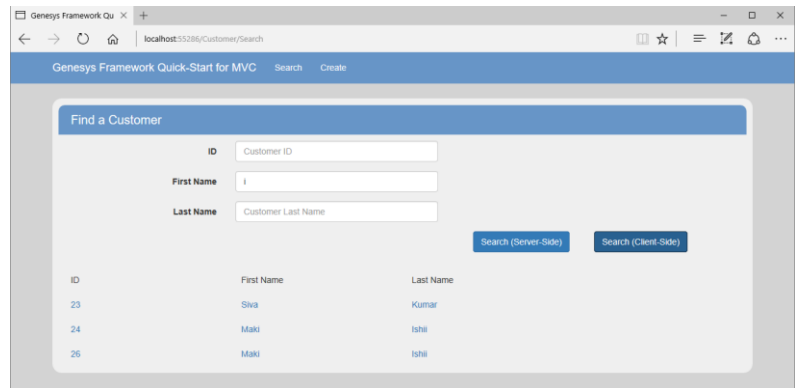 Genesys Framework Qu
localhost:55286/Customer/Search
Genesys Framework Quick-Start for MVC Search Create
Find a Customer
ID Customer ID
First Name i
Last Name Customer Last Name
Search (Server-Side) Search (Client-Side)
ID First Name Last Name
23 Siva Kumar
24 Maki Ishii
26 Maki Ishii